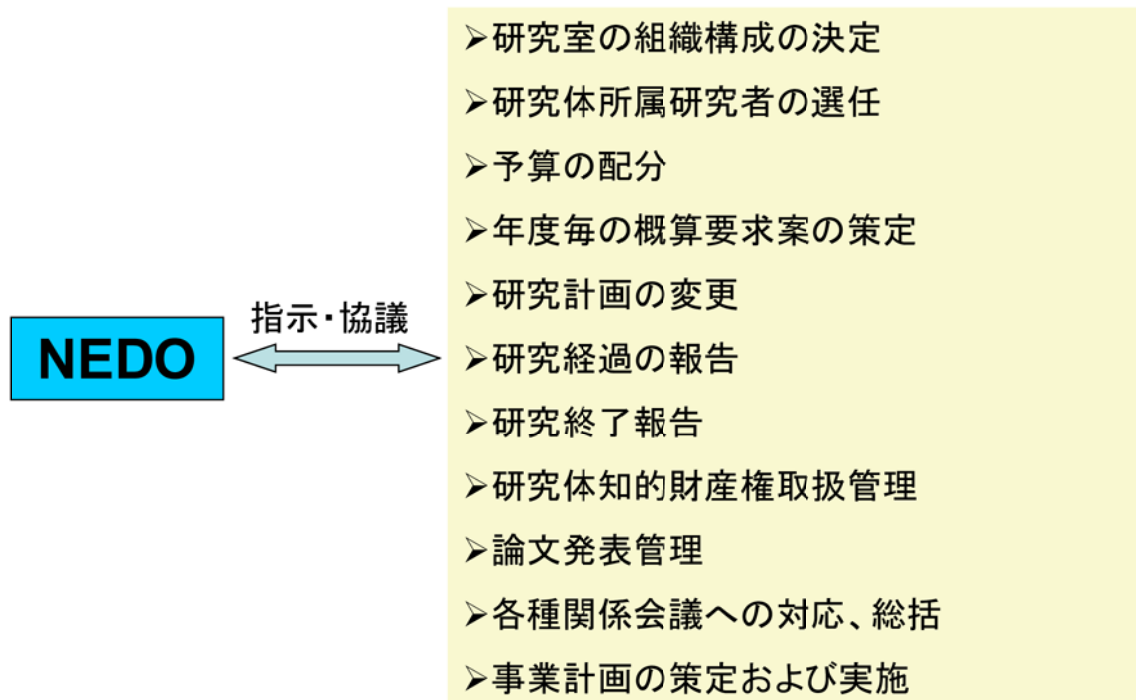 ➢研究室の組織構成の決定
➢研究体所属研究者の選任
➢予算の配分
➢年度毎の概算要求案の策定
➢研究計画の変更
指示・協議
NEDO
➢研究経過の報告
➢研究終了報告
➢研究体知的財産権取扱管理
➢論文発表管理
➢各種関係会議への対応、総括
➢事業計画の策定および実施